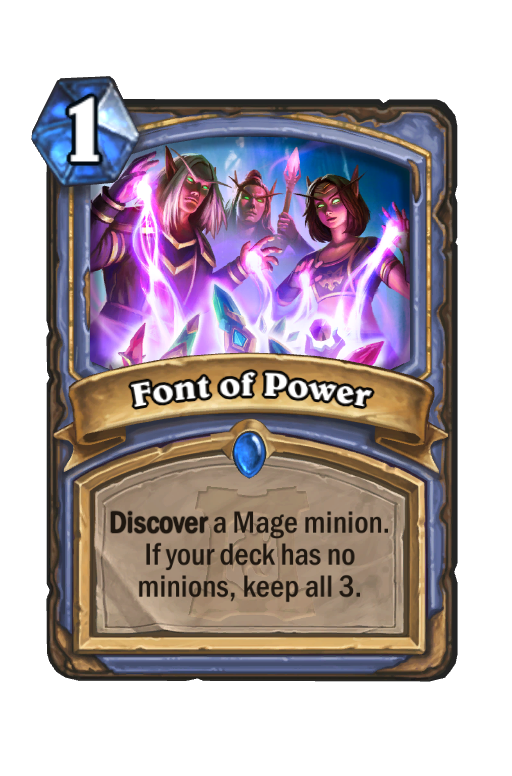 1
Font of Power
Discover a Mage minion.
If your deck has no
minions, keep all 3.